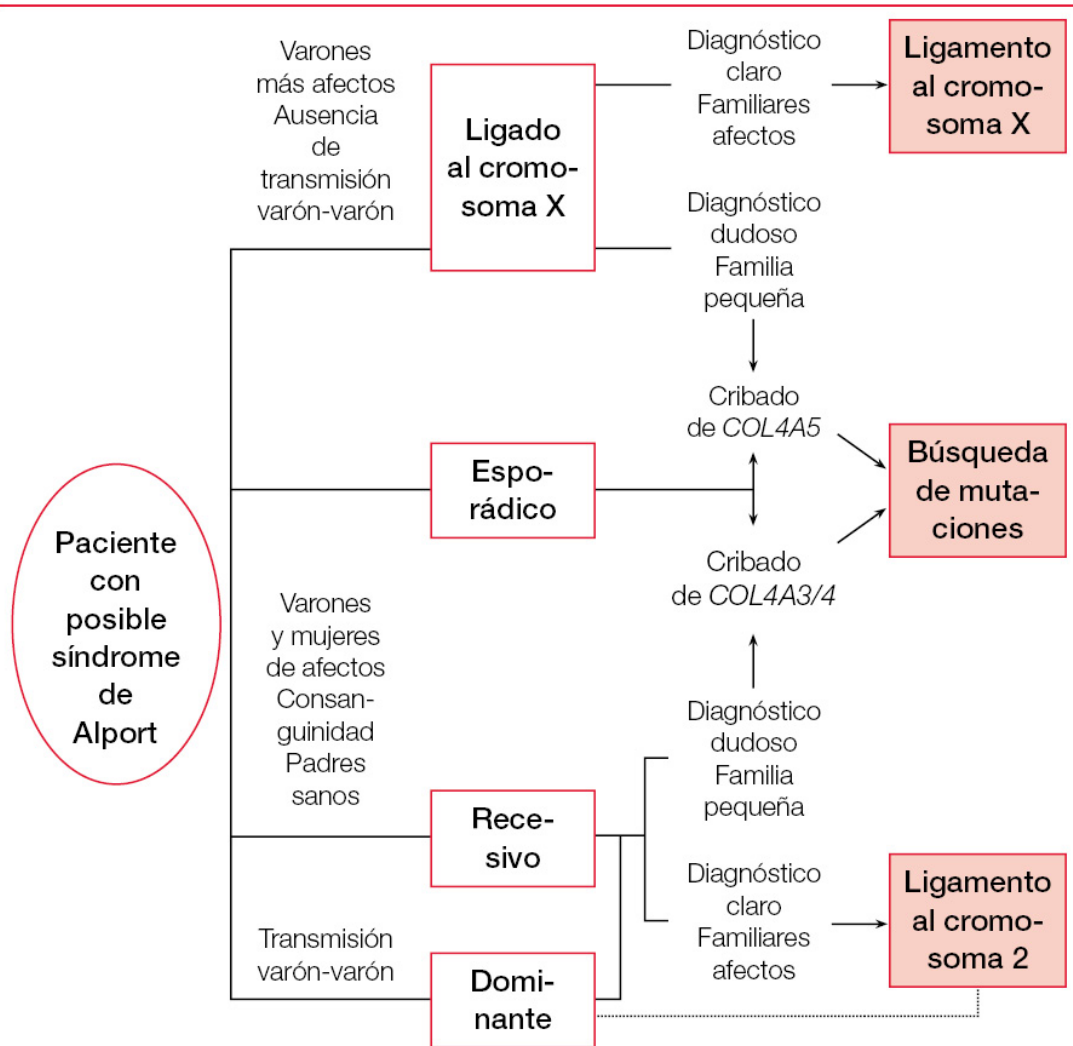 Varones
más afectos
Ausencia
de
transmisión
varón-varón
Ligado
al cromo-
soma X
Diagnóstico
claro
Familiares
afectos
Ligamento
al cromo-
soma X
Diagnóstico
dudoso
Familia
pequeña
Cribado
de COL4A5
Espo-
rádico
Búsqueda
de muta-
ciones
Cribado
de COL4A3/4
Paciente
con
posible
síndrome
de
Alport
Varones
y mujeres
de afectos
Consan-
guinidad
Padres
sanos
Diagnóstico
dudoso
Familia
pequeña
Rece-
sivo
Diagnóstico
claro
Familiares
afectos
Ligamento
al cromo-
soma 2
Transmisión
varón-varón
Domi-
nante